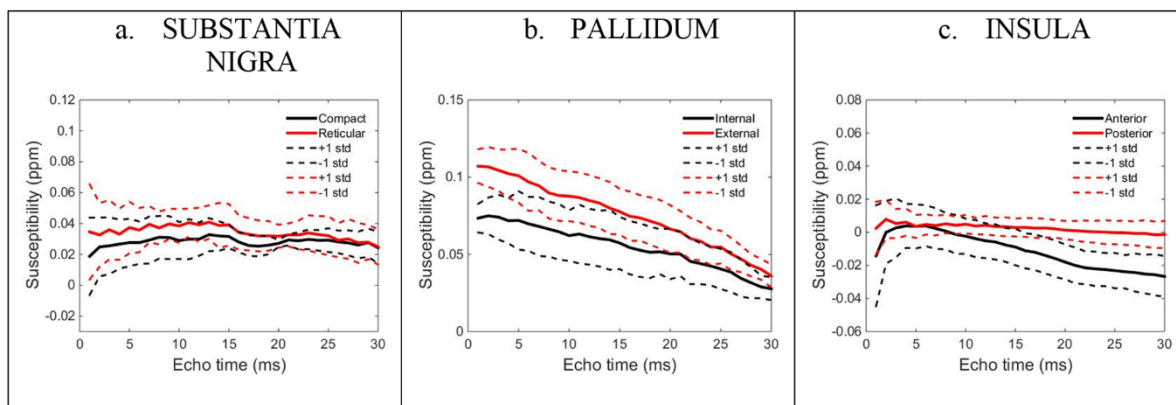 a. SUBSTANTIA
NIGRA
b. PALLIDUM
c. INSULA
0.12
0.1
0.08
0.06
0.04
0.02
0
-0.02
Susceptibility (ppm)
Compact
Reticular
+1 std
-1 std
+1 std
-1 std
0 5 10 15 20 25 30
Echo time (ms)
0.15
0.1
0.05
0
Susceptibility (ppm)
Internal
External
+1 std
-1 std
+1 std
-1 std
0 5 10 15 20 25 30
Echo time (ms)
0.08
0.06
0.04
0.02
0
-0.02
-0.04
-0.06
Susceptibility (ppm)
Anterior
Posterior
+1 std
-1 std
+1 std
-1 std
0 5 10 15 20 25 30
Echo time (ms)